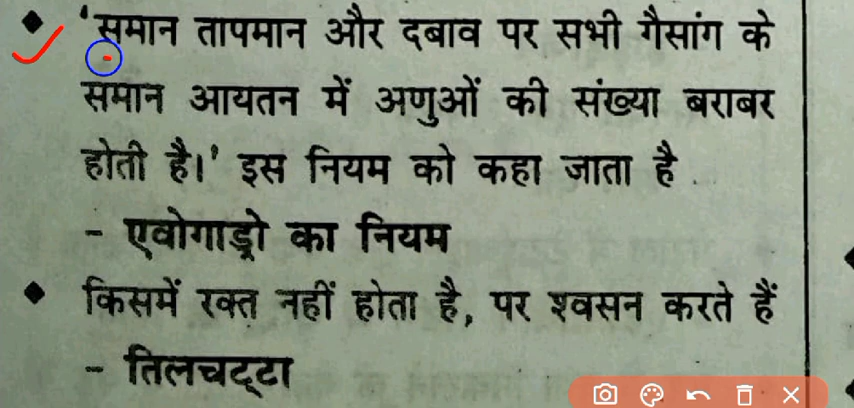 ◆ ‘समान तापमान और दबाव पर सभी गैसांग के
समान आयतन में अणुओं की संख्या बराबर
होती है।’ इस नियम को कहा जाता है
– एवोगाड्रो का नियम
◆ किसमें रक्त नहीं होता है, पर श्वसन करते हैं
– तिलचट्टा